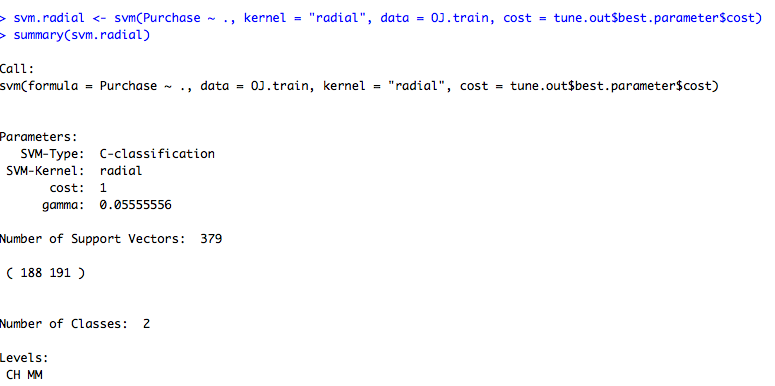 > svm.radial <- svm(Purchase ~ ., kernel = "radial", data = OJ.train, cost = tune.out$best.parameter$cost)
> summary(svm.radial)
Call:
svm(formula = Purchase ~ ., data = OJ.train, kernel = "radial", cost = tune.out$best.parameter$cost)
Parameters:
   SVM-Type:  C-classification
 SVM-Kernel:  radial
       cost:  1
      gamma:  0.05555556
Number of Support Vectors:  379
 ( 188 191 )
Number of Classes:  2
Levels:
 CH MM